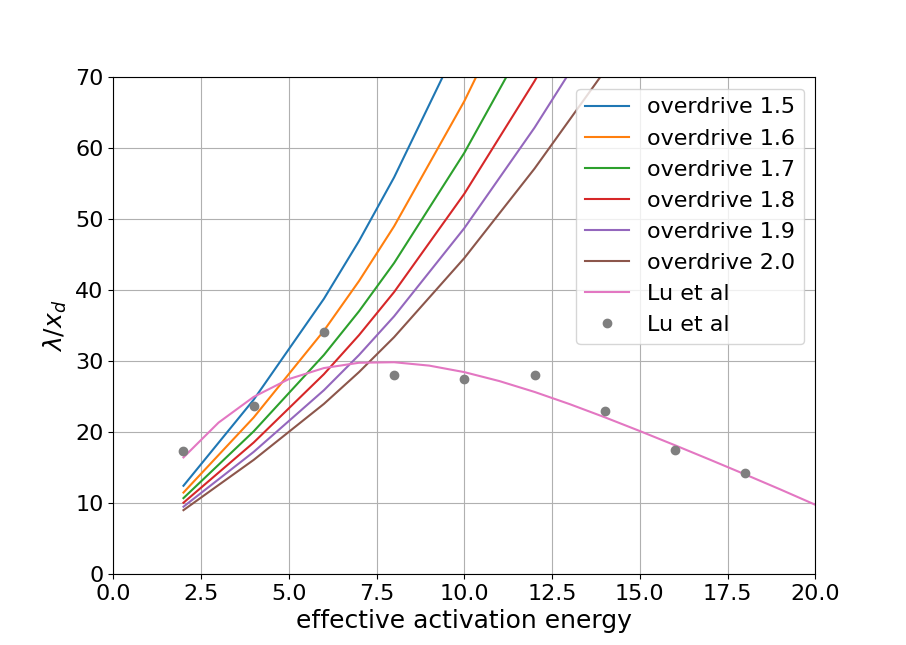 70
60
50
40
30
20
10
0
λ/x_d
0.0 2.5 5.0 7.5 10.0 12.5 15.0 17.5 20.0
effective activation energy
overdrive 1.5
overdrive 1.6
overdrive 1.7
overdrive 1.8
overdrive 1.9
overdrive 2.0
Lu et al
Lu et al